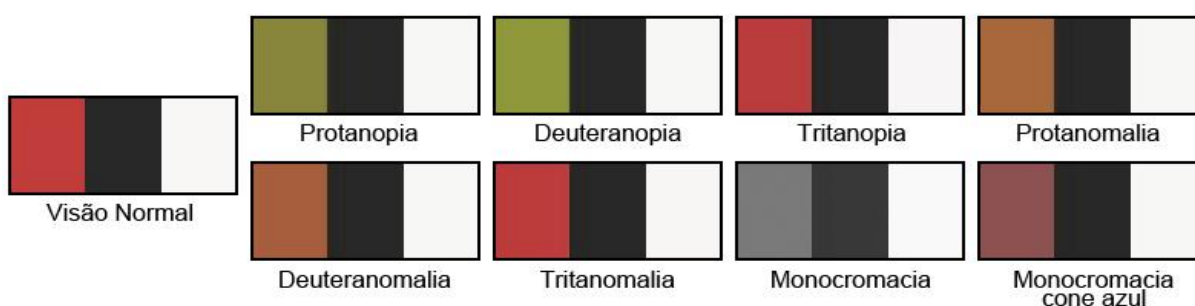 Visão Normal
Protanopia
Deuteranopia
Tritanopia
Protanomalia
Deuteranomalia
Tritanomalia
Monocromacia
Monocromacia
cone azul